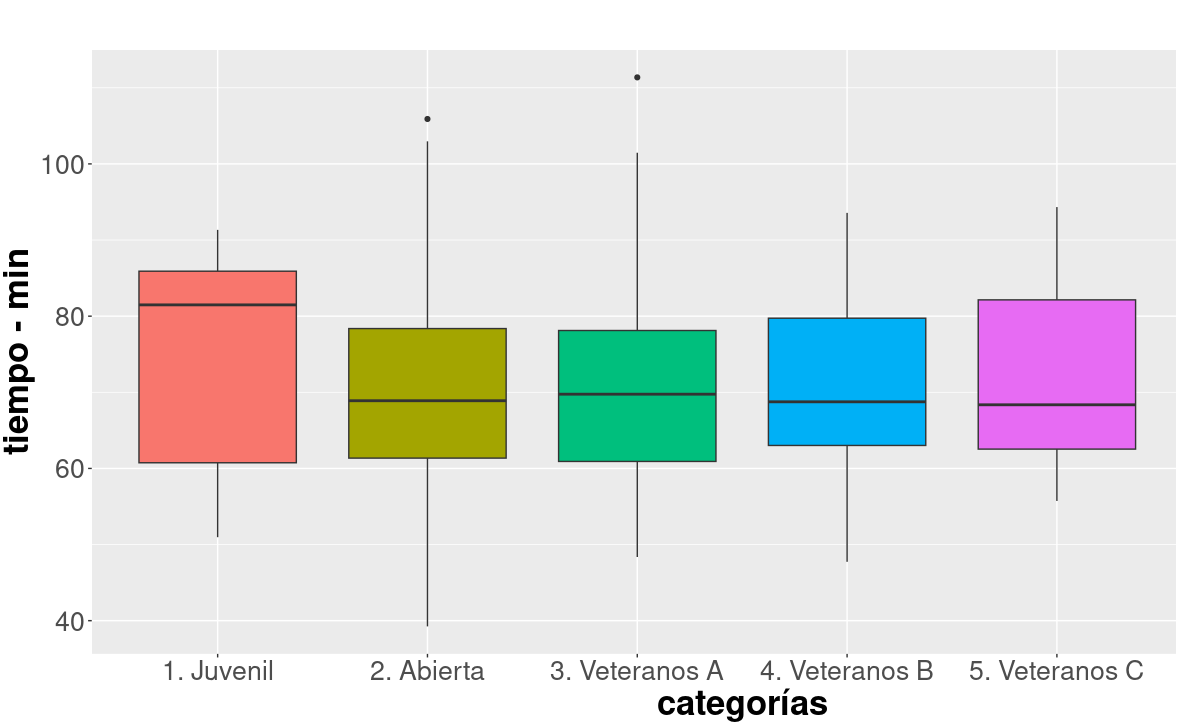 tiempo - min
100
80
60
40
1. Juvenil
2. Abierta
3. Veteranos A
4. Veteranos B
5. Veteranos C
categorías